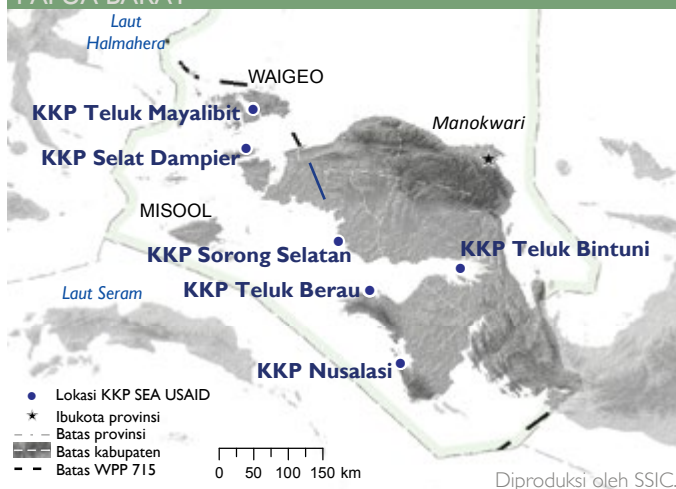 PAPUA BARAT
Laut
Halmahera
WAIGEO
KKP Teluk Mayalibit
Manokwari
KKP Selat Dampier
MISOOL
KKP Sorong Selatan
KKP Teluk Bintuni
Laut Seram
KKP Teluk Berau
KKP Nusalasi
Lokasi KKP SEA USAID
Ibukota provinsi
Batas provinsi
Batas kabupaten
Batas WPP 715
0 50 100 150 km
Diproduksi oleh SSIC.